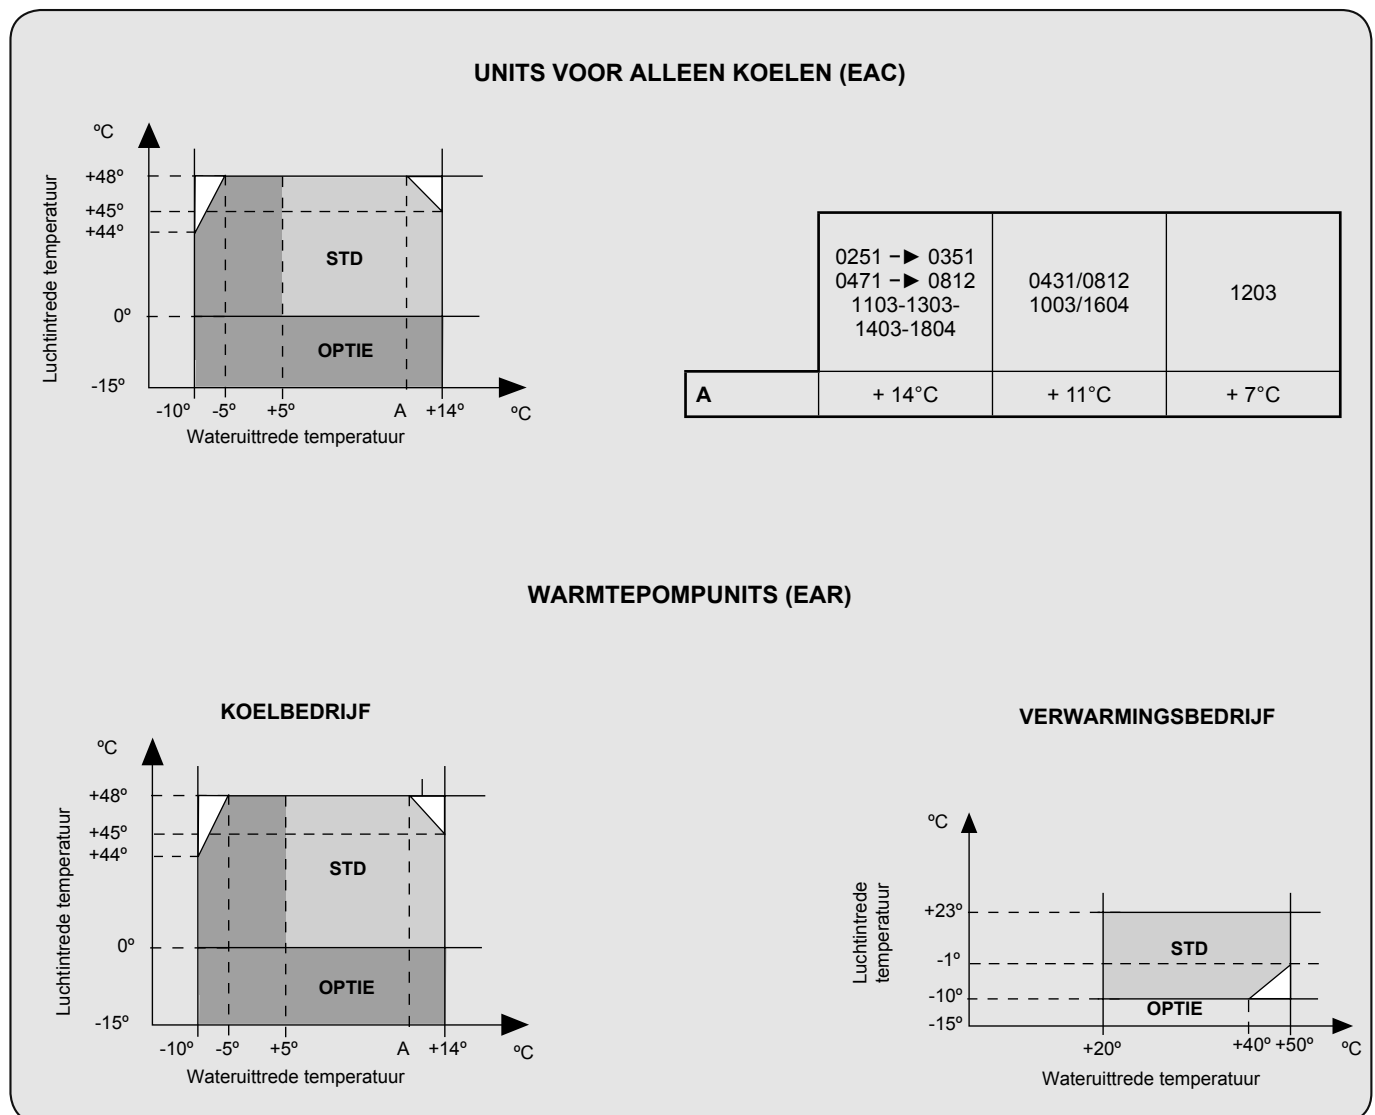 UNITS VOOR ALLEEN KOELEN (EAC)
ºC
Luchtintrede temperatuur
+48º
+45º
+44º
0º
-15º
STD
OPTIE
-10º -5º +5º A +14º ºC
Wateruittrede temperatuur
0251 –► 0351
0471 –► 0812
1103-1303-
1403-1804
0431/0812
1003/1604
1203
A + 14°C + 11°C + 7°C
WARMTEPOMPUNITS (EAR)
KOELBEDRIJF
ºC
Luchtintrede temperatuur
+48º
+45º
+44º
0º
-15º
STD
OPTIE
-10º -5º +5º A +14º ºC
Wateruittrede temperatuur
VERWARMINGSBEDRIJF
ºC
Luchtintrede
temperatuur
+23º
-1º
-10º
-15º
STD
OPTIE
+20º +40º +50º ºC
Wateruittrede temperatuur